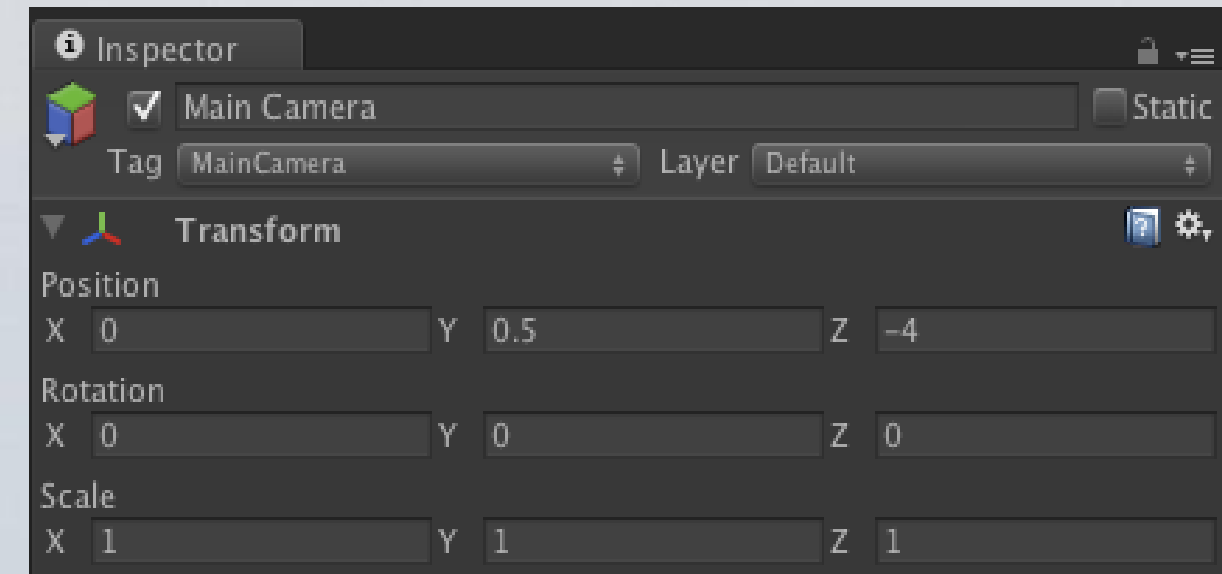 Inspector
Main Camera Static
Tag MainCamera Layer Default
Transform
Position
X 0 Y 0.5 Z -4
Rotation
X 0 Y 0 Z 0
Scale
X 1 Y 1 Z 1